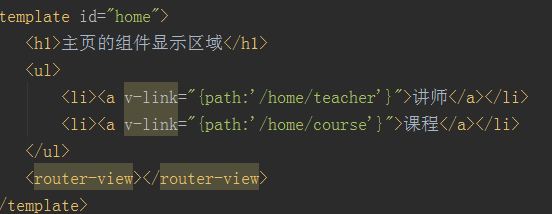 template id="home">
<h1>主页的组件显示区域</h1>
<ul>
<li><a v-link="{path:'/home/teacher'}">讲师</a></li>
<li><a v-link="{path:'/home/course'}">课程</a></li>
</ul>
<router-view></router-view>
/template>